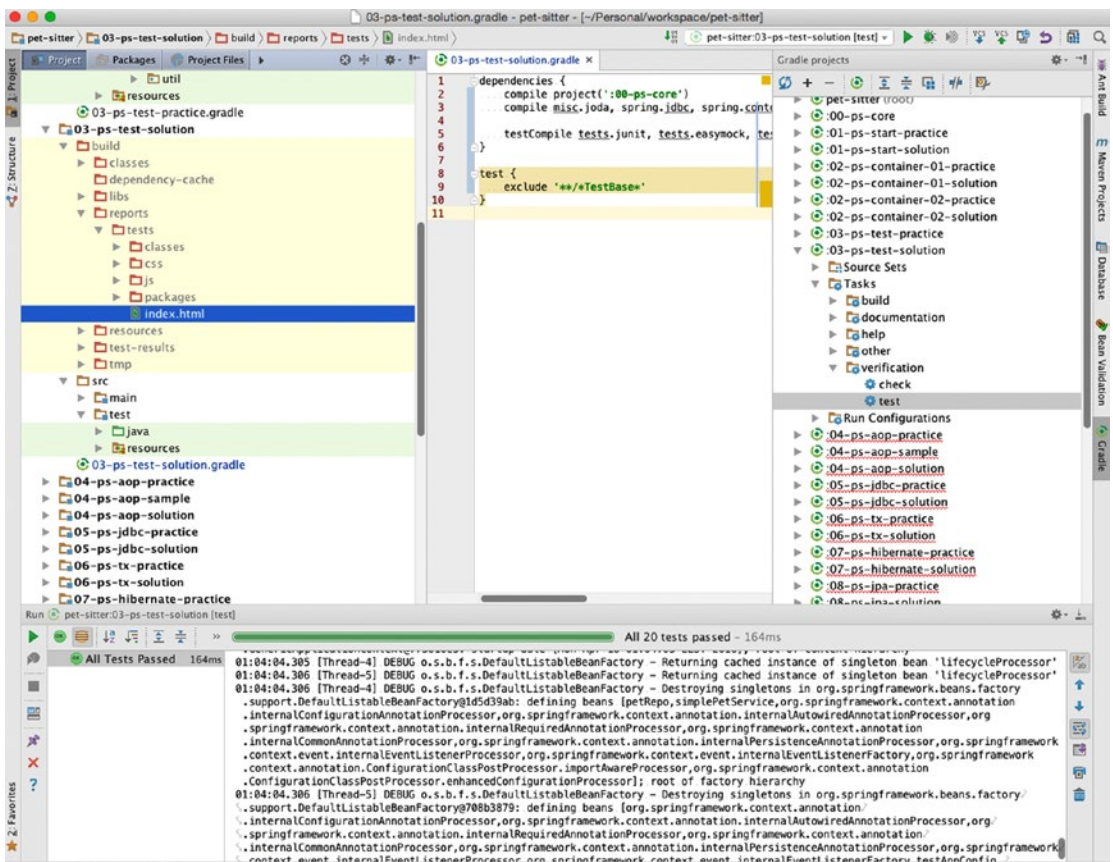 03-ps-test-solution.gradle - pet-sitter - [~/Personal/workspace/pet-sitter]
pet-sitter 03-ps-test-solution build reports tests index.html
pet-sitter:03-ps-test-solution [test]
1: Project
Z: Structure
2: Favorites
Project Packages Project Files
util
resources
03-ps-test-practice.gradle
03-ps-test-solution
build
classes
dependency-cache
libs
reports
tests
classes
css
js
packages
index.html
resources
test-results
tmp
src
main
test
java
resources
03-ps-test-solution.gradle
04-ps-aop-practice
04-ps-aop-sample
04-ps-aop-solution
05-ps-jdbc-practice
05-ps-jdbc-solution
06-ps-tx-practice
06-ps-tx-solution
07-ps-hibernate-practice
03-ps-test-solution.gradle ×
1 dependencies {
2 compile project(':00-ps-core')
3 compile misc.joda, spring.jdbc, spring.conte
4
5 testCompile tests.junit, tests.easymock, tes
6 }
7
8 test {
9 exclude '**/*TestBase*'
10 }
11
Gradle projects
pet-sitter (root)
:00-ps-core
:01-ps-start-practice
:01-ps-start-solution
:02-ps-container-01-practice
:02-ps-container-01-solution
:02-ps-container-02-practice
:02-ps-container-02-solution
:03-ps-test-practice
:03-ps-test-solution
Source Sets
Tasks
build
documentation
help
other
verification
check
test
Run Configurations
:04-ps-aop-practice
:04-ps-aop-sample
:04-ps-aop-solution
:05-ps-jdbc-practice
:05-ps-jdbc-solution
:06-ps-tx-practice
:06-ps-tx-solution
:07-ps-hibernate-practice
:07-ps-hibernate-solution
:08-ps-jpa-practice
:08-ps-jpa-solution
Ant Build
Maven Projects
Database
Bean Validation
Gradle
Run pet-sitter:03-ps-test-solution [test]
All 20 tests passed – 164ms
All Tests Passed 164ms
01:04:04.305 [Thread-4] DEBUG o.s.b.f.s.DefaultListableBeanFactory - Returning cached instance of singleton bean 'lifecycleProcessor'
01:04:04.306 [Thread-5] DEBUG o.s.b.f.s.DefaultListableBeanFactory - Returning cached instance of singleton bean 'lifecycleProcessor'
01:04:04.306 [Thread-4] DEBUG o.s.b.f.s.DefaultListableBeanFactory - Destroying singletons in org.springframework.beans.factory
.support.DefaultListableBeanFactory@1d5d39ab: defining beans [petRepo,simplePetService,org.springframework.context.annotation
.internalConfigurationAnnotationProcessor,org.springframework.context.annotation.internalAutowiredAnnotationProcessor,org
.springframework.context.annotation.internalRequiredAnnotationProcessor,org.springframework.context.annotation
.internalCommonAnnotationProcessor,org.springframework.context.annotation.internalPersistenceAnnotationProcessor,org.springframework
.context.event.internalEventListenerProcessor,org.springframework.context.event.internalEventListenerFactory,org.springframework
.context.annotation.ConfigurationClassPostProcessor.importAwareProcessor,org.springframework.context.annotation
.ConfigurationClassPostProcessor.enhancedConfigurationProcessor]; root of factory hierarchy
01:04:04.306 [Thread-5] DEBUG o.s.b.f.s.DefaultListableBeanFactory - Destroying singletons in org.springframework.beans.factory
.support.DefaultListableBeanFactory@708b3879: defining beans [org.springframework.context.annotation
.internalConfigurationAnnotationProcessor,org.springframework.context.annotation.internalAutowiredAnnotationProcessor,org
.springframework.context.annotation.internalRequiredAnnotationProcessor,org.springframework.context.annotation
.internalCommonAnnotationProcessor,org.springframework.context.annotation.internalPersistenceAnnotationProcessor,org.springframework
.context.event.internalEventListenerProcessor,org.springframework.context.event.internalEventListenerFactory,testAppConfig